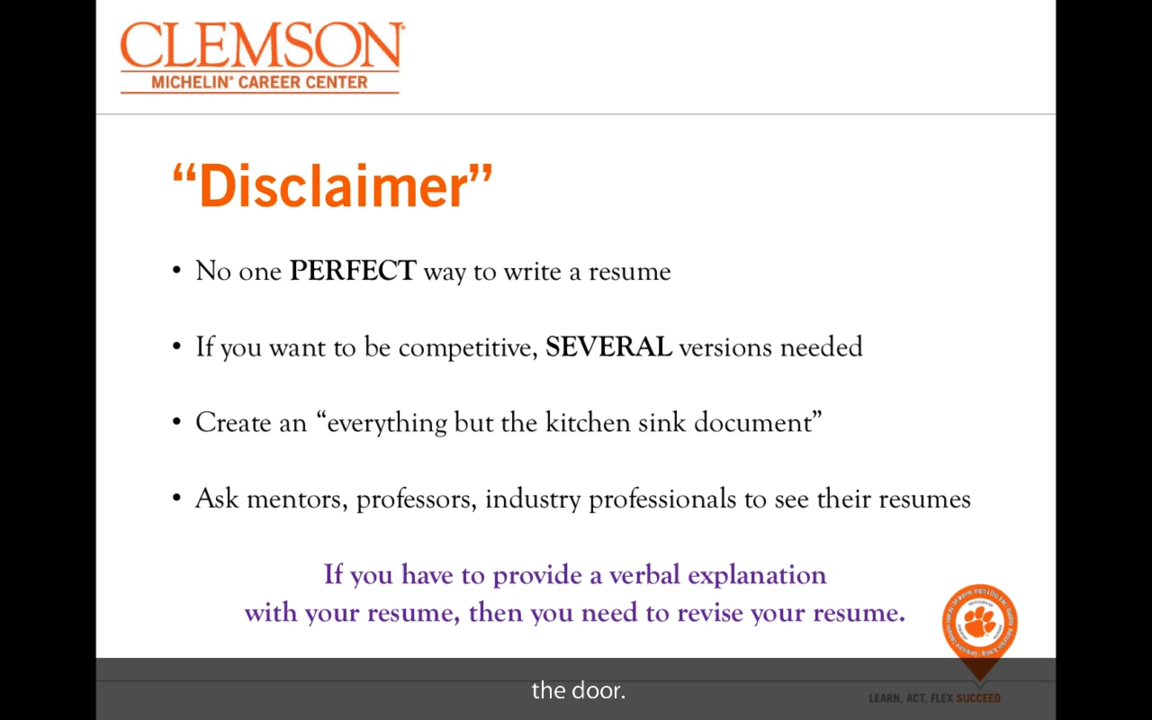 CLEMSON
MICHELIN® CAREER CENTER
“Disclaimer”
• No one PERFECT way to write a resume
• If you want to be competitive, SEVERAL versions needed
• Create an “everything but the kitchen sink document”
• Ask mentors, professors, industry professionals to see their resumes
If you have to provide a verbal explanation
with your resume, then you need to revise your resume.
the door.
LEARN, ACT, FLEX SUCCEED